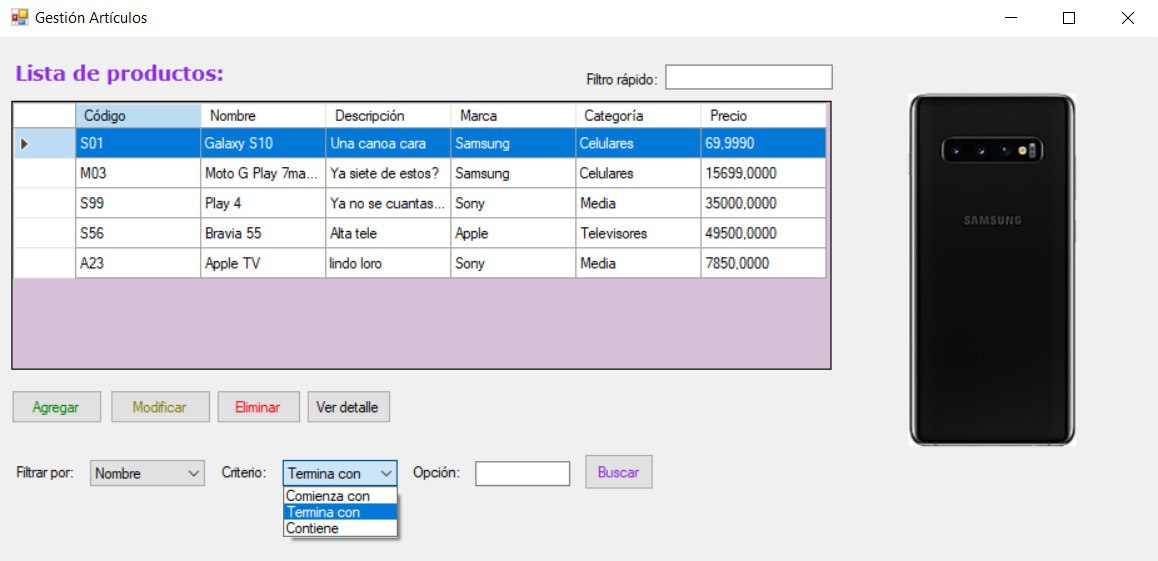 Gestión Artículos
Lista de productos:
Filtro rápido:
Código Nombre Descripción Marca Categoría Precio
S01 Galaxy S10 Una canoa cara Samsung Celulares 69,9990
M03 Moto G Play 7ma... Ya siete de estos? Samsung Celulares 15699,0000
S99 Play 4 Ya no se cuantas... Sony Media 35000,0000
S56 Bravia 55 Alta tele Apple Televisores 49500,0000
A23 Apple TV lindo loro Sony Media 7850,0000
SAMSUNG
Agregar Modificar Eliminar Ver detalle
Filtrar por: Nombre Criterio: Termina con Opción: Buscar
Comienza con
Termina con
Contiene